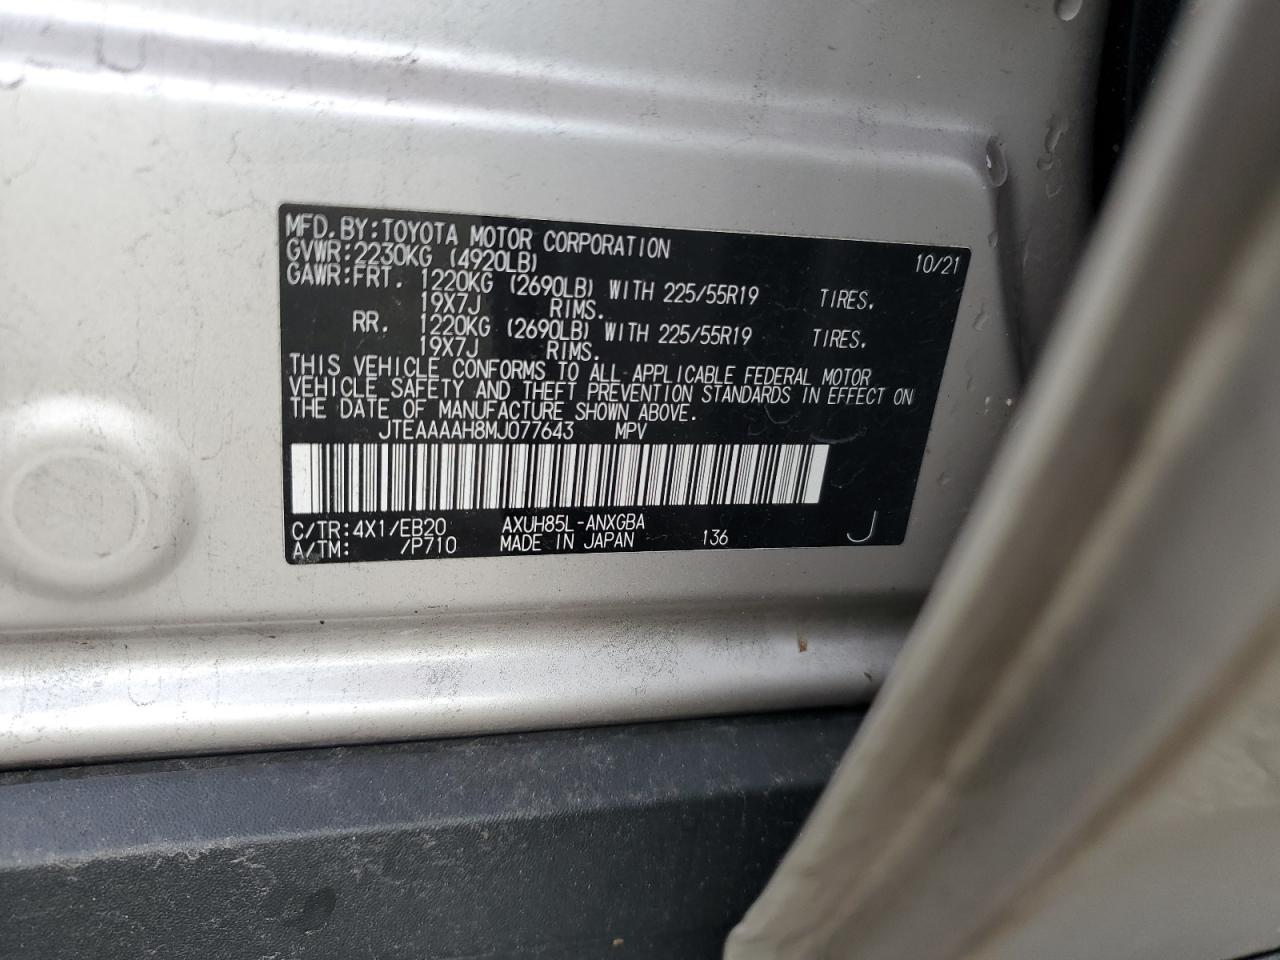 MFD.BY:TOYOTA MOTOR CORPORATION 10/21
GVWR:2230KG (4920LB)
GAWR:FRT. 1220KG (2690LB) WITH 225/55R19 TIRES.
19X7J RIMS.
RR. 1220KG (2690LB) WITH 225/55R19 TIRES.
19X7J RIMS.
THIS VEHICLE CONFORMS TO ALL APPLICABLE FEDERAL MOTOR
VEHICLE SAFETY AND THEFT PREVENTION STANDARDS IN EFFECT ON
THE DATE OF MANUFACTURE SHOWN ABOVE.
JTEAAAAH8MJ077643 MPV
C/TR:4X1/EB20 AXUH85L-ANXGBA
A/TM: /P710 MADE IN JAPAN 136 J